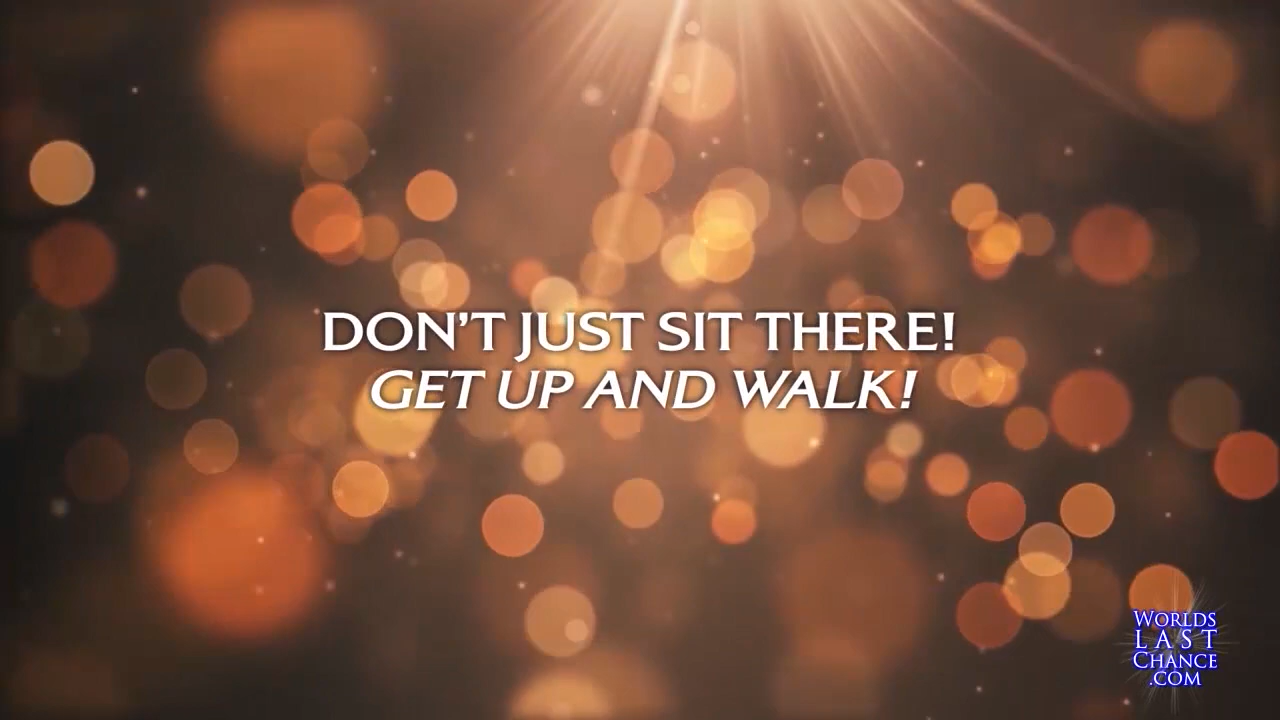 DON'T JUST SIT THERE!
GET UP AND WALK!
WORLDS
LAST
CHANCE
.COM